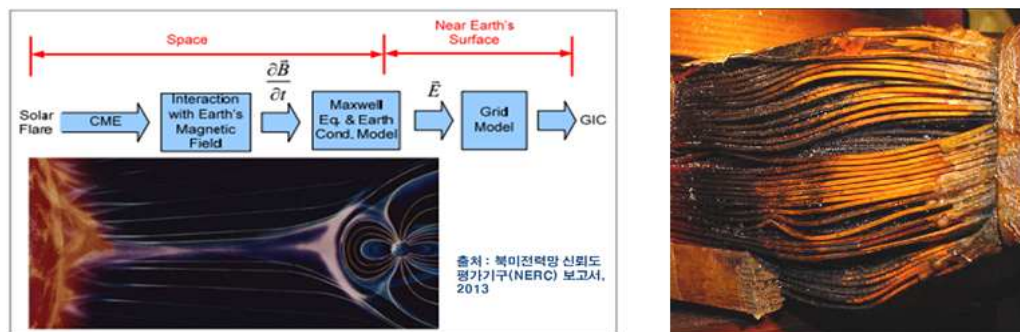 Space
Near Earth's
Surface
∂B⃗
∂t
E⃗
Solar
Flare
CME
Interaction
with Earth's
Magnetic
Field
Maxwell
Eq. & Earth
Cond. Model
Grid
Model
GIC
출처 : 북미전력망 신뢰도
평가기구(NERC) 보고서,
2013